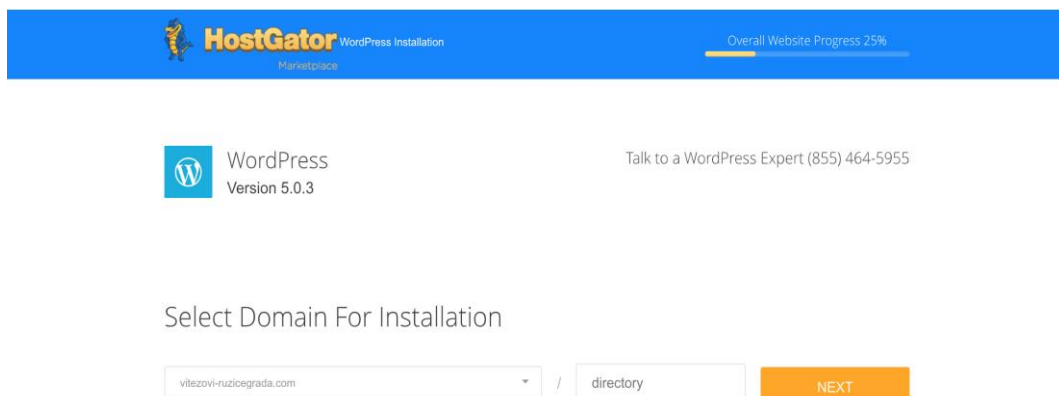 HostGator WordPress Installation
Marketplace
Overall Website Progress 25%
WordPress
Version 5.0.3
Talk to a WordPress Expert (855) 464-5955
Select Domain For Installation
vitezovi-ruzicegrada.com / directory NEXT